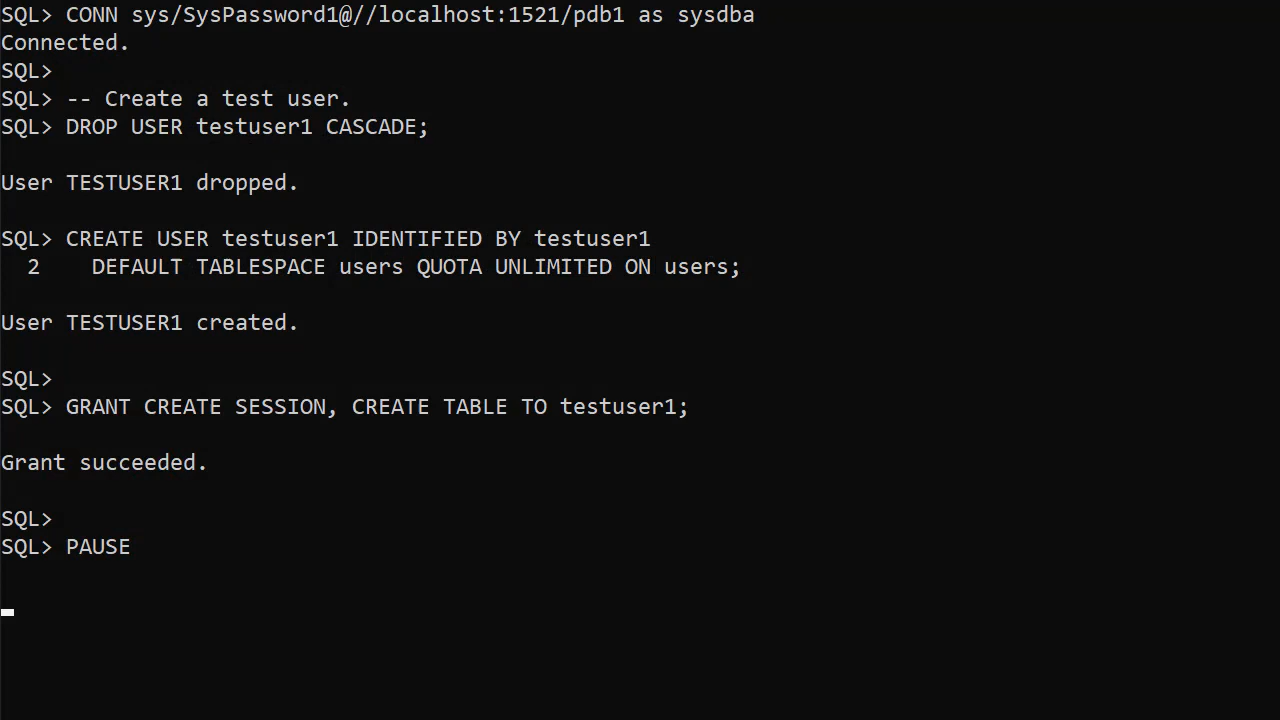 SQL> CONN sys/SysPassword1@//localhost:1521/pdb1 as sysdba
Connected.
SQL>
SQL> -- Create a test user.
SQL> DROP USER testuser1 CASCADE;
User TESTUSER1 dropped.
SQL> CREATE USER testuser1 IDENTIFIED BY testuser1
  2    DEFAULT TABLESPACE users QUOTA UNLIMITED ON users;
User TESTUSER1 created.
SQL>
SQL> GRANT CREATE SESSION, CREATE TABLE TO testuser1;
Grant succeeded.
SQL>
SQL> PAUSE